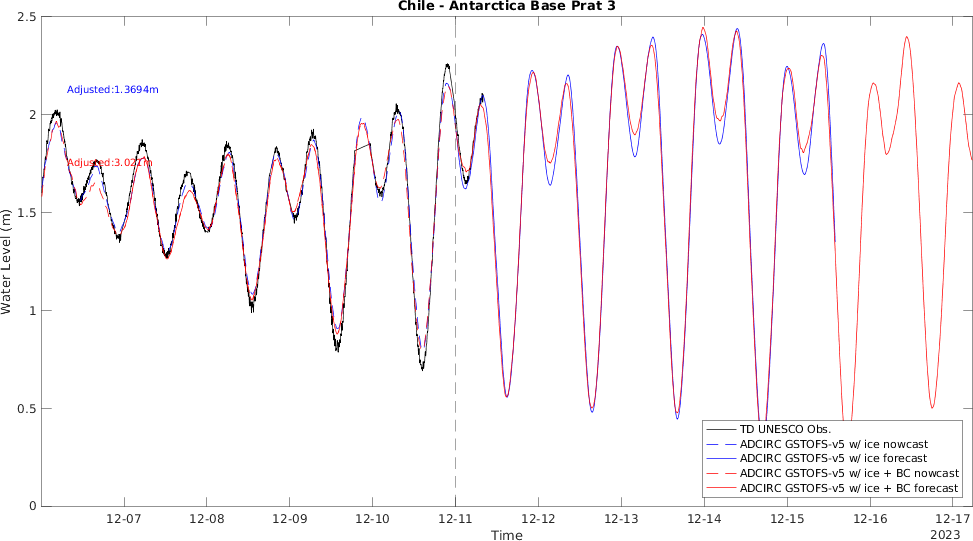 Chile - Antarctica Base Prat 3
2.5
2
1.5
1
0.5
0
Water Level (m)
Adjusted:1.3694m
Adjusted:3.021m
TD UNESCO Obs.
ADCIRC GSTOFS-v5 w/ ice nowcast
ADCIRC GSTOFS-v5 w/ ice forecast
ADCIRC GSTOFS-v5 w/ ice + BC nowcast
ADCIRC GSTOFS-v5 w/ ice + BC forecast
12-07 12-08 12-09 12-10 12-11 12-12 12-13 12-14 12-15 12-16 12-17
Time
2023